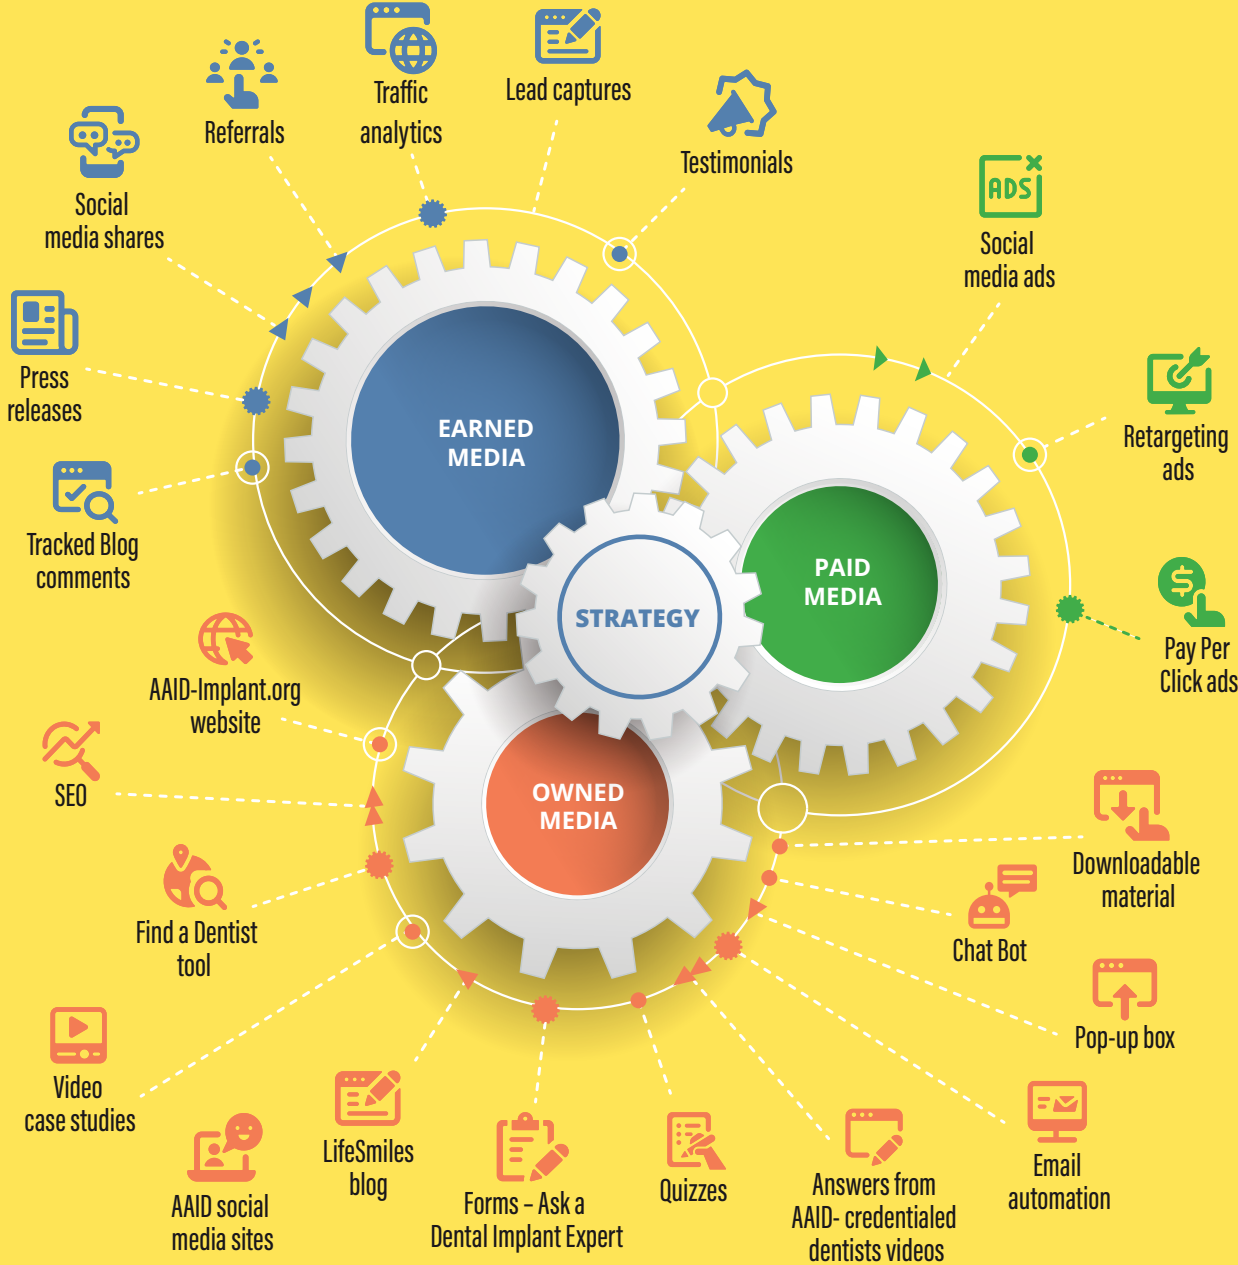 Traffic
analytics
Lead captures
Referrals
Testimonials
Social
media shares
ADS
Social
media ads
Press
releases
Retargeting
ads
EARNED
MEDIA
Tracked Blog
comments
PAID
MEDIA
STRATEGY
$
Pay Per
Click ads
AAID-Implant.org
website
SEO
OWNED
MEDIA
Downloadable
material
Find a Dentist
tool
Chat Bot
Pop-up box
Video
case studies
LifeSmiles
blog
AAID social
media sites
Forms – Ask a
Dental Implant Expert
Quizzes
Answers from
AAID- credentialed
dentists videos
Email
automation